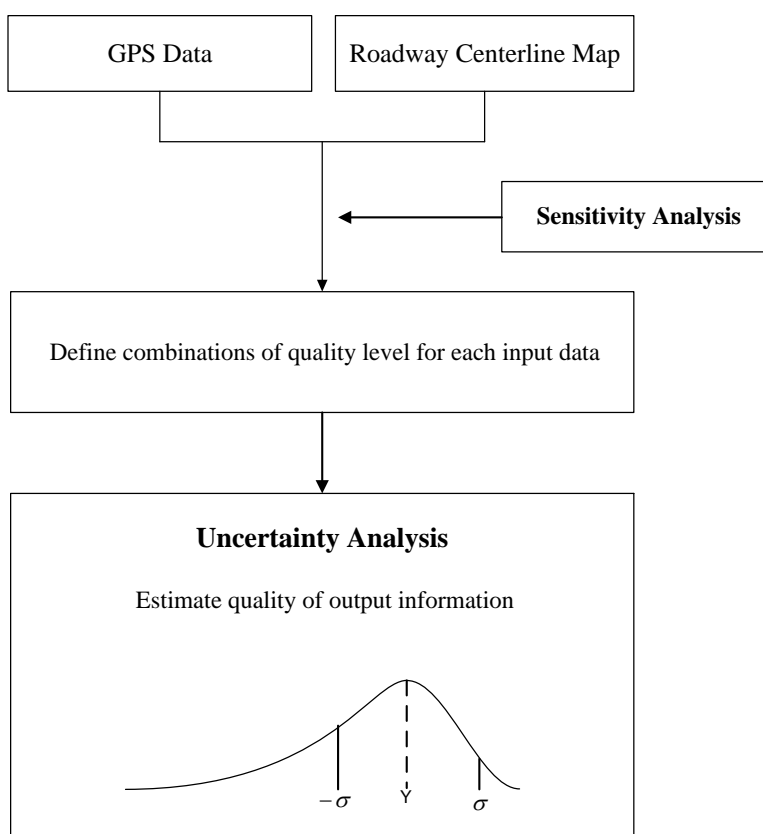 GPS Data
Roadway Centerline Map
Sensitivity Analysis
Define combinations of quality level for each input data
Uncertainty Analysis
Estimate quality of output information
−σ
Y
σ